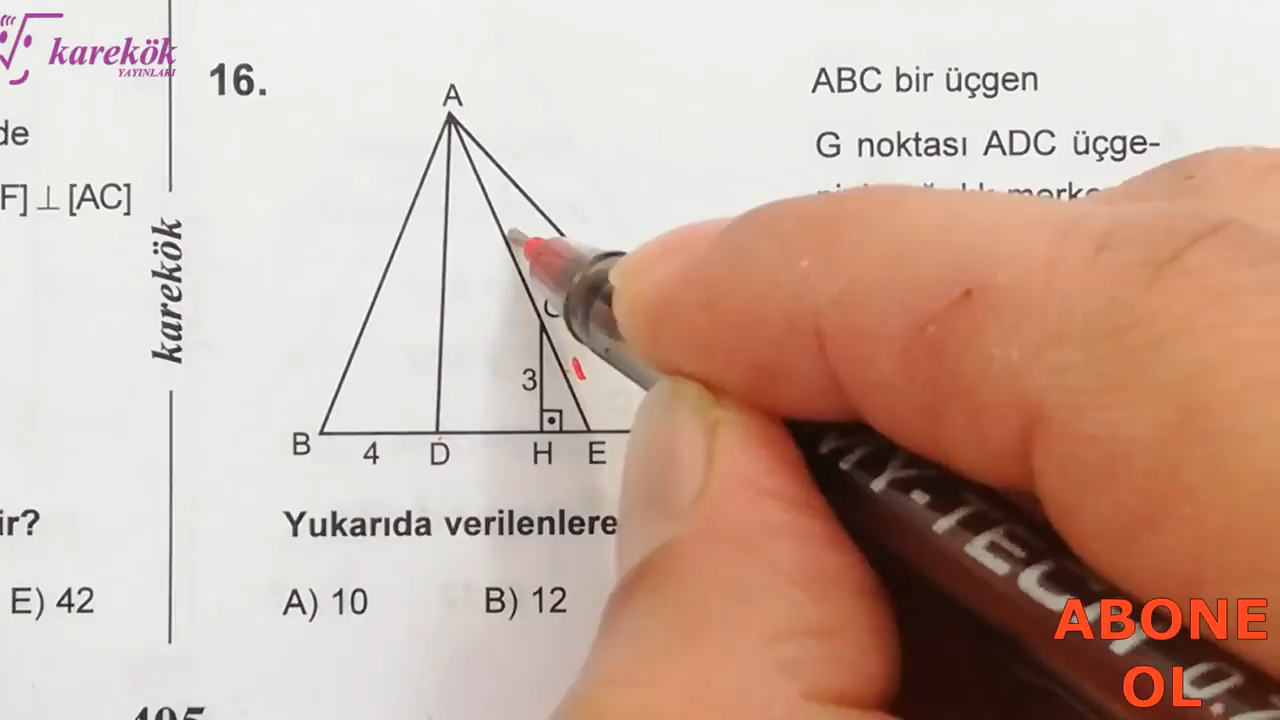 karekök
YAYINLARI
de
F] ⊥ [AC]
karekök
ir?
E) 42
16.
A
3
B
4
D
H
E
ABC bir üçgen
G noktası ADC üçge-
Yukarıda verilenlere
A) 10
B) 12
ABONE
OL